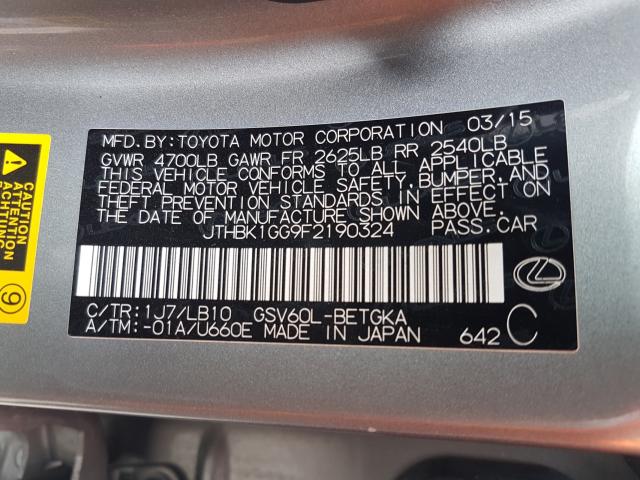 MFD.BY:TOYOTA MOTOR CORPORATION 03/15
GVWR 4700LB GAWR FR 2625LB RR 2540LB
THIS VEHICLE CONFORMS TO ALL APPLICABLE
FEDERAL MOTOR VEHICLE SAFETY,BUMPER,AND
THEFT PREVENTION STANDARDS IN EFFECT ON
THE DATE OF MANUFACTURE SHOWN ABOVE.
JTHBK1GG9F2190324 PASS.CAR
C/TR:1J7/LB10 GSV60L-BETGKA
A/TM:-01A/U660E MADE IN JAPAN 642 C
CAUTION
ATTENTION
9